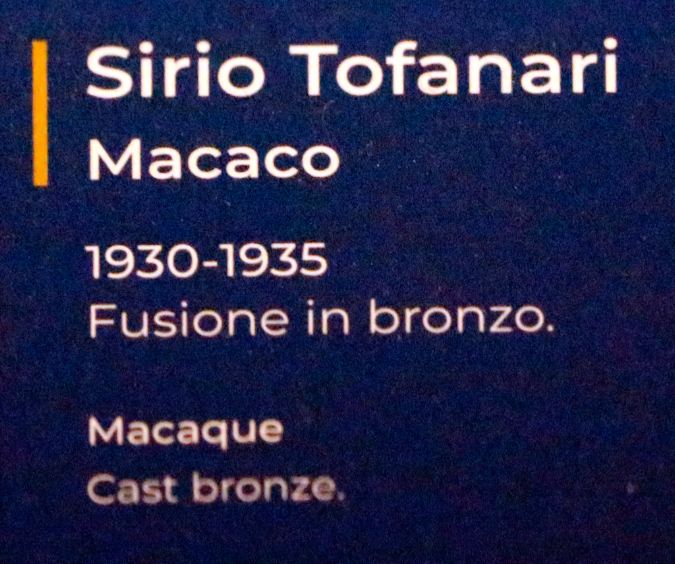 Sirio Tofanari
Macaco
1930-1935
Fusione in bronzo.
Macaque
Cast bronze.